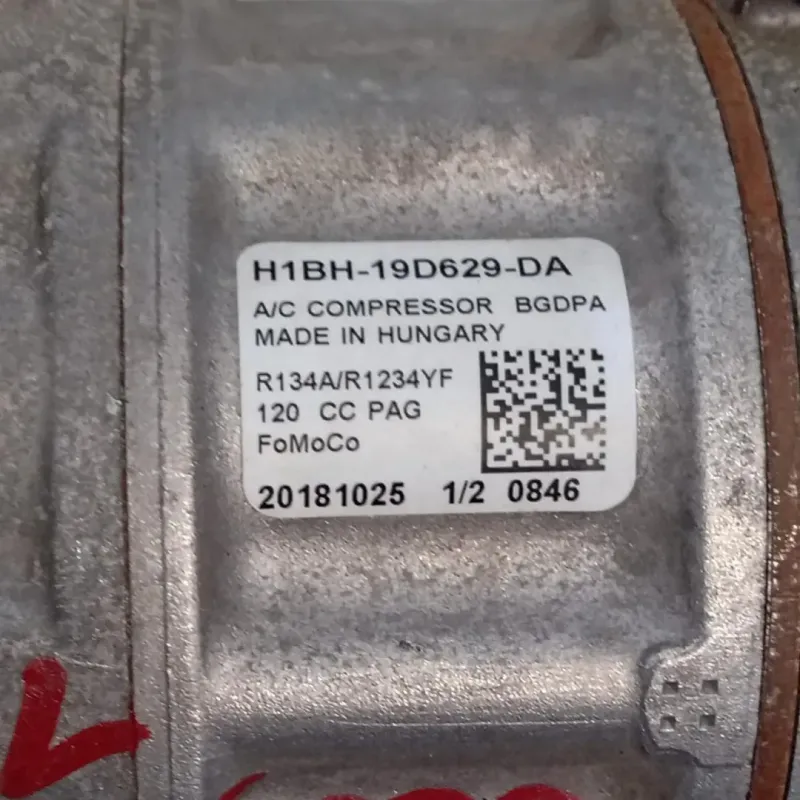 H1BH-19D629-DA
A/C COMPRESSOR BGDPA
MADE IN HUNGARY
R134A/R1234YF
120 CC PAG
FoMoCo
20181025 1/2 0846